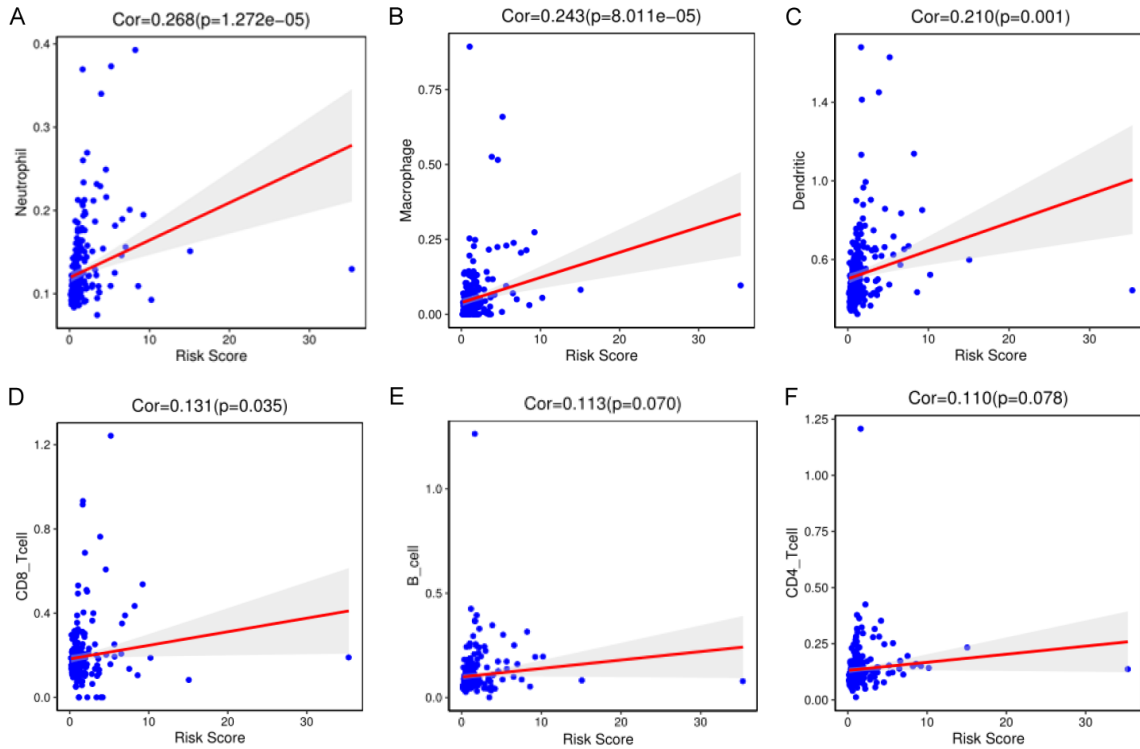 A
Cor=0.268(p=1.272e−05)
Neutrophil
0.4
0.3
0.2
0.1
0 10 20 30
Risk Score
B
Cor=0.243(p=8.011e−05)
Macrophage
0.75
0.50
0.25
0.00
0 10 20 30
Risk Score
C
Cor=0.210(p=0.001)
Dendritic
1.4
1.0
0.6
0 10 20 30
Risk Score
D
Cor=0.131(p=0.035)
CD8_Tcell
1.2
0.8
0.4
0.0
0 10 20 30
Risk Score
E
Cor=0.113(p=0.070)
B_cell
1.0
0.5
0.0
0 10 20 30
Risk Score
F
Cor=0.110(p=0.078)
CD4_Tcell
1.25
0.75
0.50
0.25
0.00
0 10 20 30
Risk Score